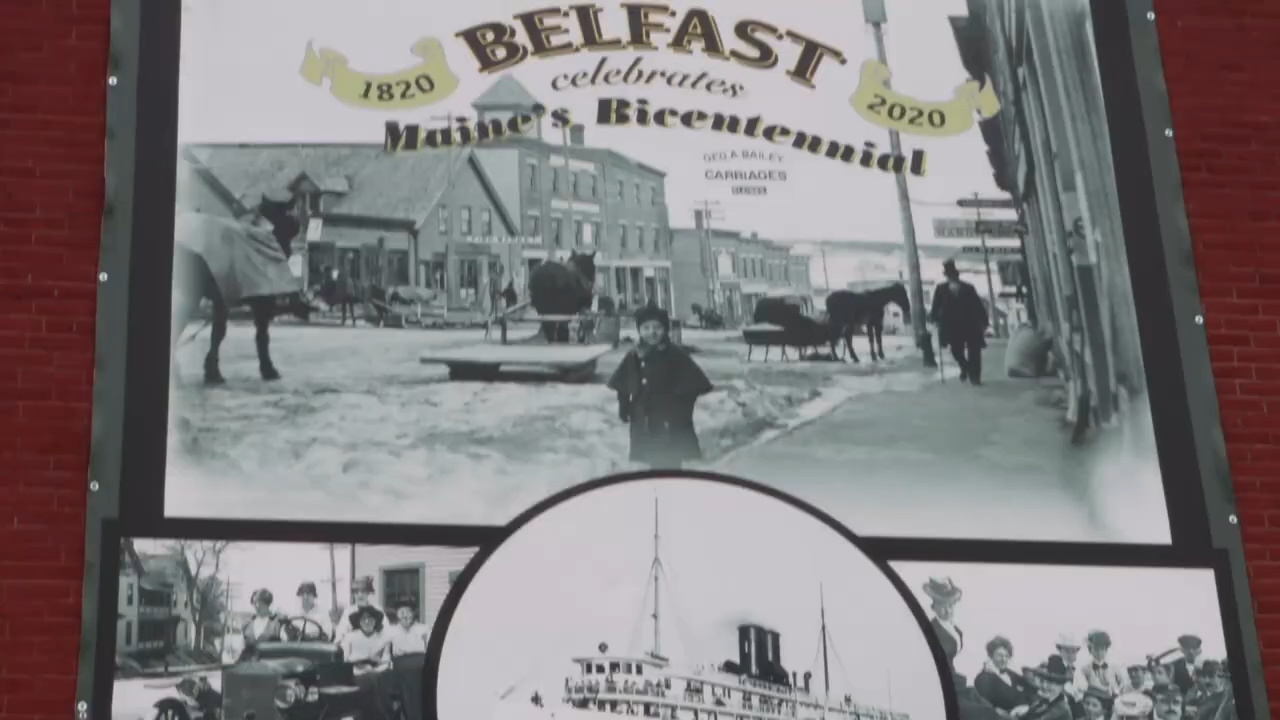 BELFAST
1820
celebrates
2020
Maine's Bicentennial
GEO. A. BAILEY
CARRIAGES